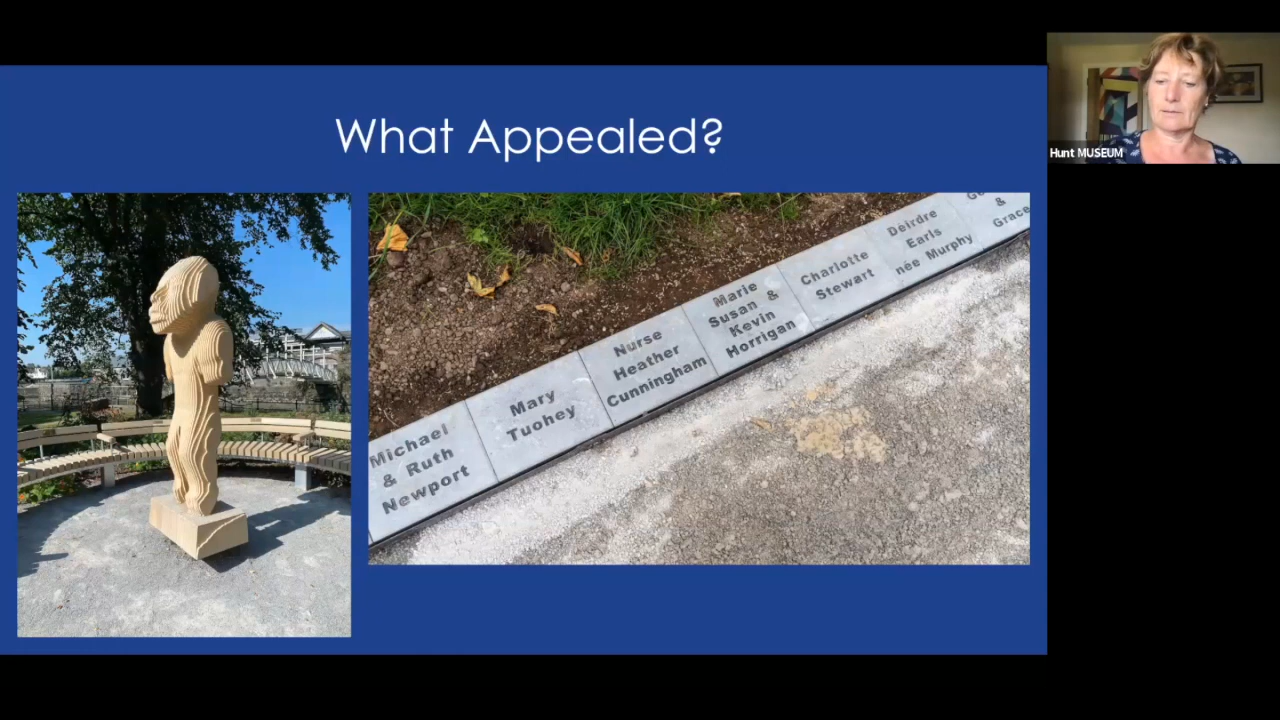 What Appealed?
Hunt MUSEUM
Michael
& Ruth
Newport
Mary
Tuohey
Nurse
Heather
Cunningham
Marie
Susan &
Kevin
Horrigan
Charlotte
Stewart
Deirdre
Earls
née Murphy
&
Grace